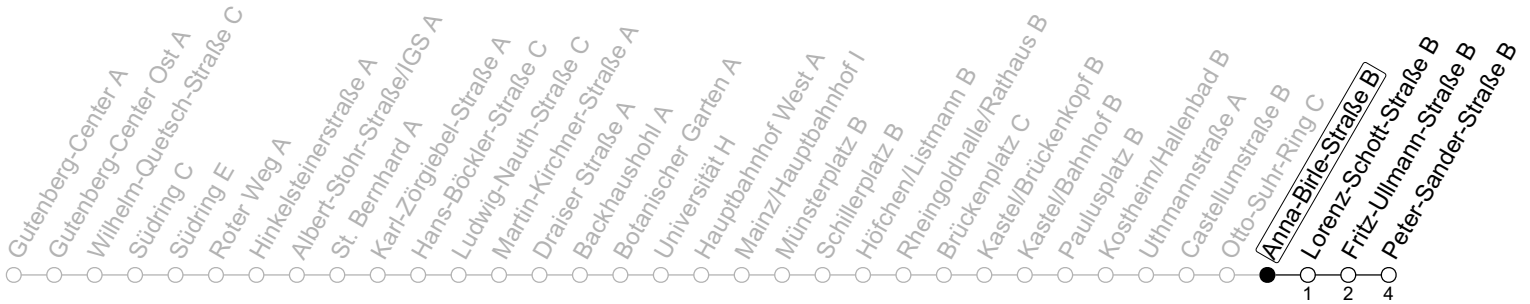 Gutenberg-Center A
Gutenberg-Center Ost A
Wilhelm-Quetsch-Straße C
Südring C
Südring E
Roter Weg A
Hinkelsteinerstraße A
Albert-Stohr-Straße/IGS A
St. Bernhard A
Karl-Zörgiebel-Straße A
Hans-Böckler-Straße C
Ludwig-Nauth-Straße C
Martin-Kirchner-Straße A
Draiser Straße A
Backhaushohl A
Botanischer Garten A
Universität H
Hauptbahnhof West A
Mainz/Hauptbahnhof I
Münsterplatz B
Schillerplatz B
Höfchen/Listmann B
Rheingoldhalle/Rathaus B
Brückenplatz C
Kastel/Brückenkopf B
Kastel/Bahnhof B
Paulusplatz B
Kostheim/Hallenbad B
Uthmannstraße A
Castellumstraße B
Otto-Suhr-Ring C
Anna-Birle-Straße B
Lorenz-Schott-Straße B
Fritz-Ullmann-Straße B
Peter-Sander-Straße B
1 2 4